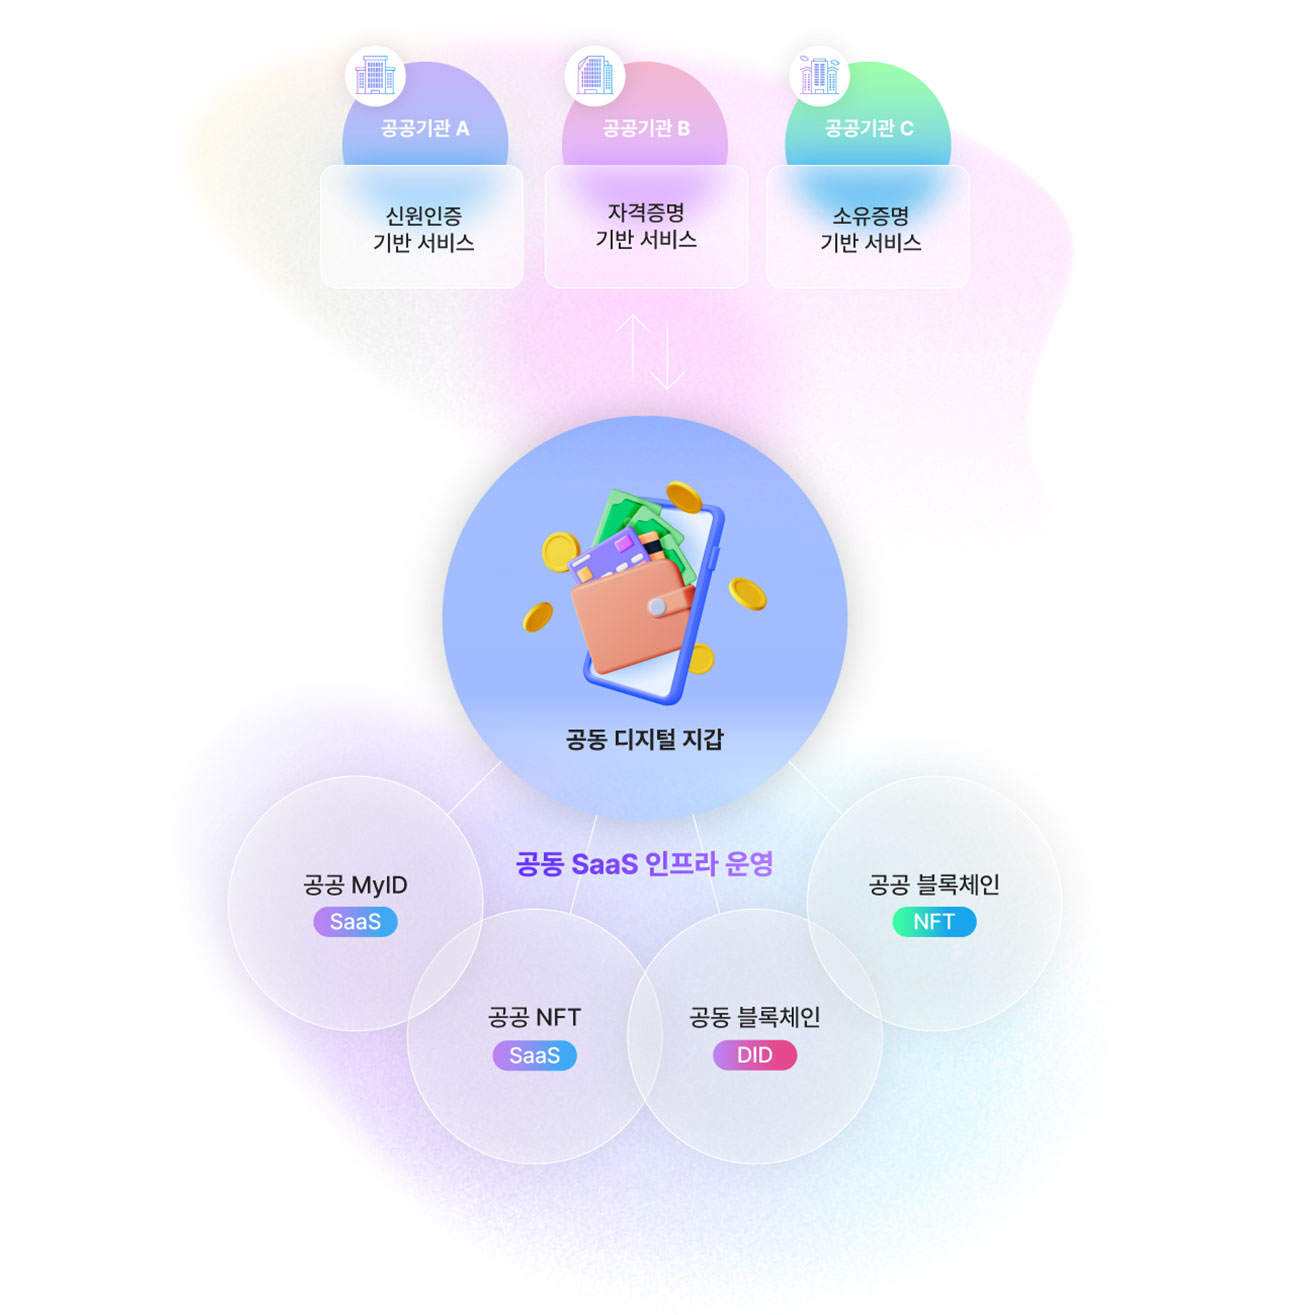 공공기관 A
공공기관 B
공공기관 C
신원인증
기반 서비스
자격증명
기반 서비스
소유증명
기반 서비스
공동 디지털 지갑
공동 SaaS 인프라 운영
공공 MyID
SaaS
공공 NFT
SaaS
공동 블록체인
DID
공공 블록체인
NFT